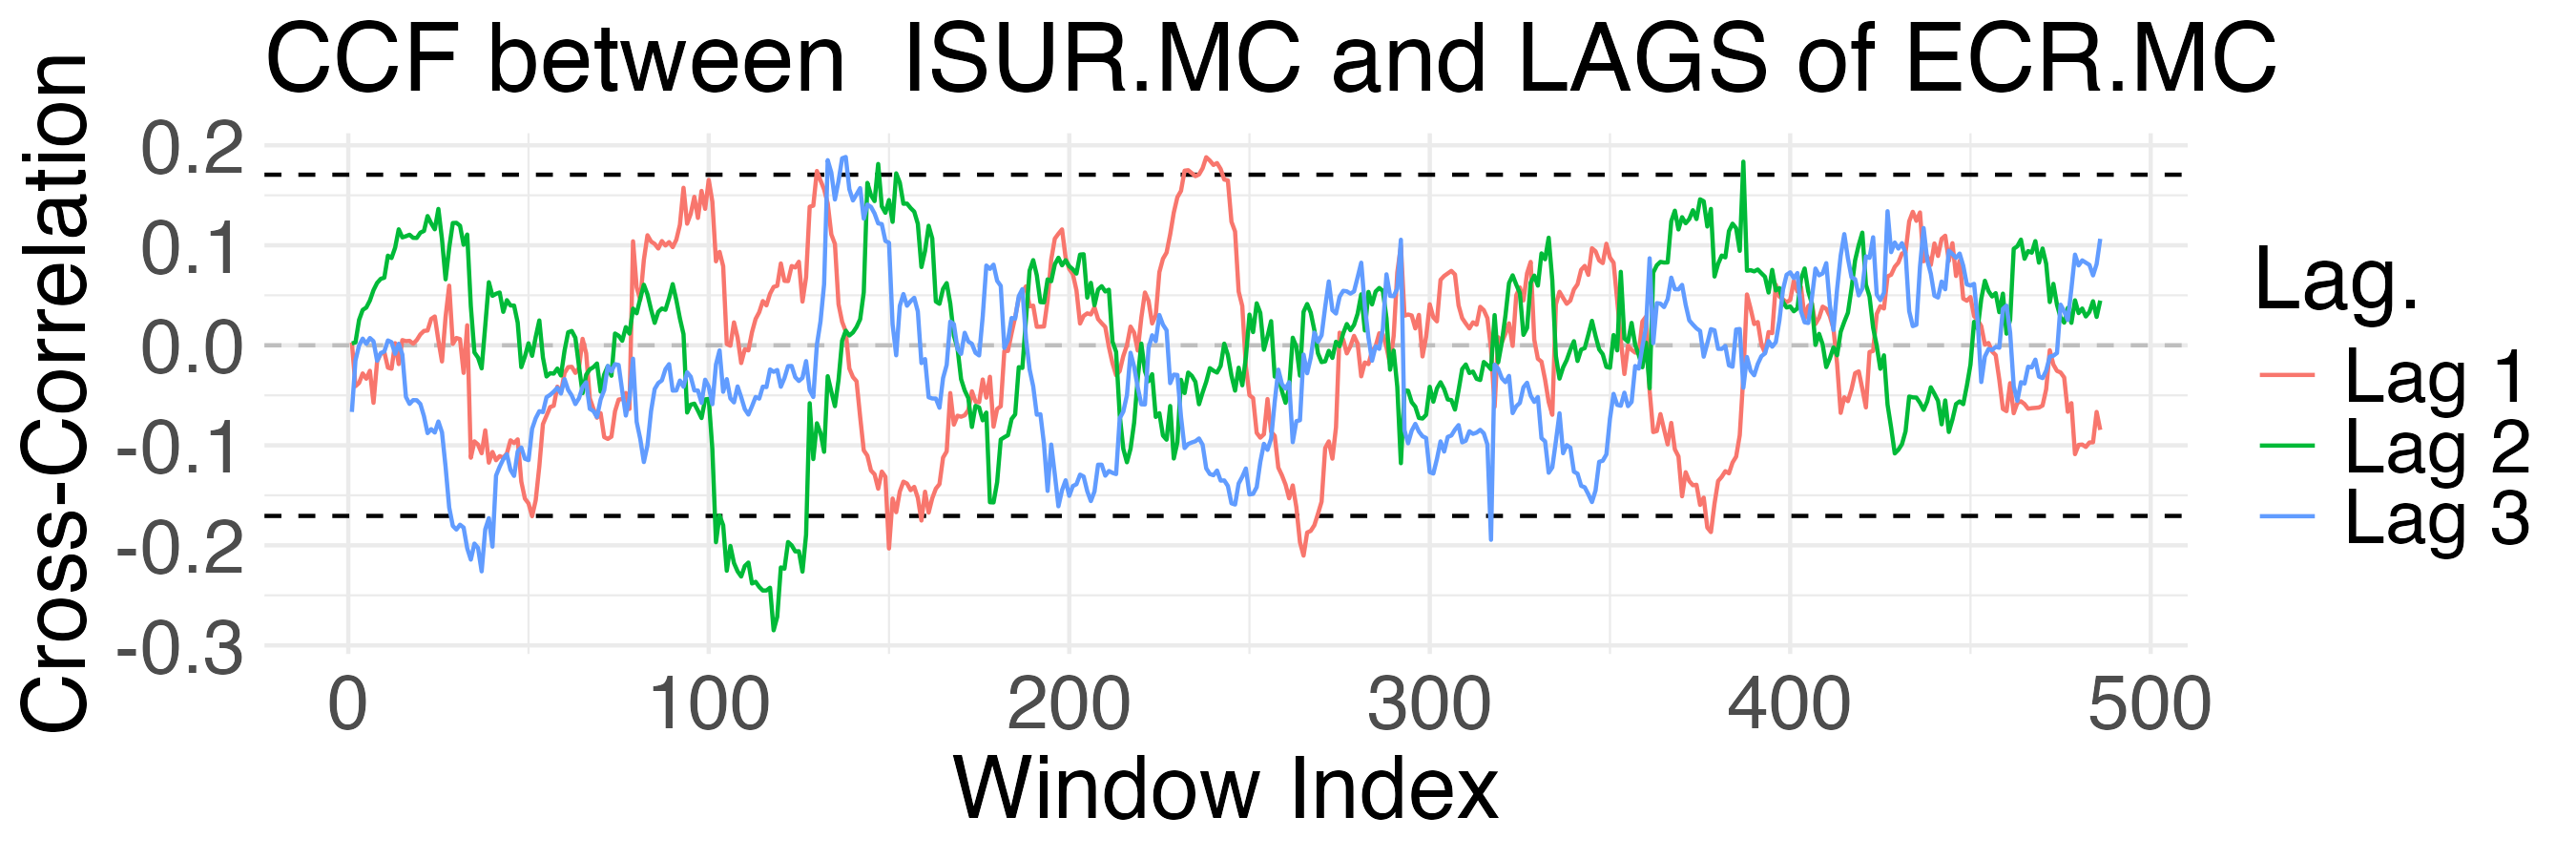 CCF between ISUR.MC and LAGS of ECR.MC
Cross-Correlation
0.2
0.1
0.0
-0.1
-0.2
-0.3
0 100 200 300 400 500
Window Index
Lag.
Lag 1
Lag 2
Lag 3